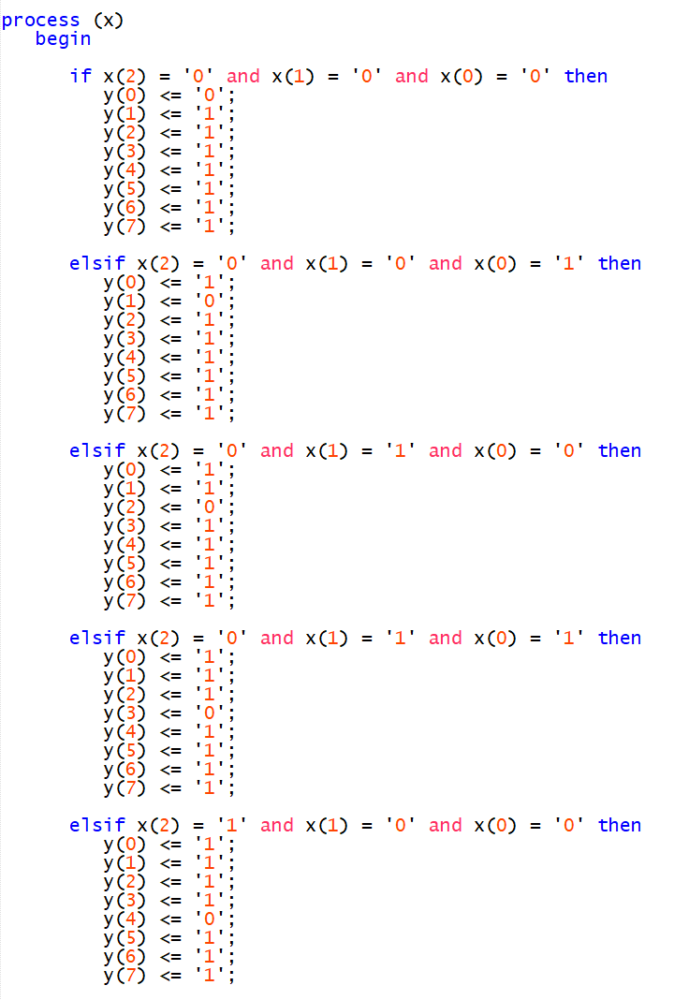 process (x)
begin
if x(2) = '0' and x(1) = '0' and x(0) = '0' then
y(0) <= '0';
y(1) <= '1';
y(2) <= '1';
y(3) <= '1';
y(4) <= '1';
y(5) <= '1';
y(6) <= '1';
y(7) <= '1';
elsif x(2) = '0' and x(1) = '0' and x(0) = '1' then
y(0) <= '1';
y(1) <= '0';
y(2) <= '1';
y(3) <= '1';
y(4) <= '1';
y(5) <= '1';
y(6) <= '1';
y(7) <= '1';
elsif x(2) = '0' and x(1) = '1' and x(0) = '0' then
y(0) <= '1';
y(1) <= '1';
y(2) <= '0';
y(3) <= '1';
y(4) <= '1';
y(5) <= '1';
y(6) <= '1';
y(7) <= '1';
elsif x(2) = '0' and x(1) = '1' and x(0) = '1' then
y(0) <= '1';
y(1) <= '1';
y(2) <= '1';
y(3) <= '0';
y(4) <= '1';
y(5) <= '1';
y(6) <= '1';
y(7) <= '1';
elsif x(2) = '1' and x(1) = '0' and x(0) = '0' then
y(0) <= '1';
y(1) <= '1';
y(2) <= '1';
y(3) <= '1';
y(4) <= '0';
y(5) <= '1';
y(6) <= '1';
y(7) <= '1';